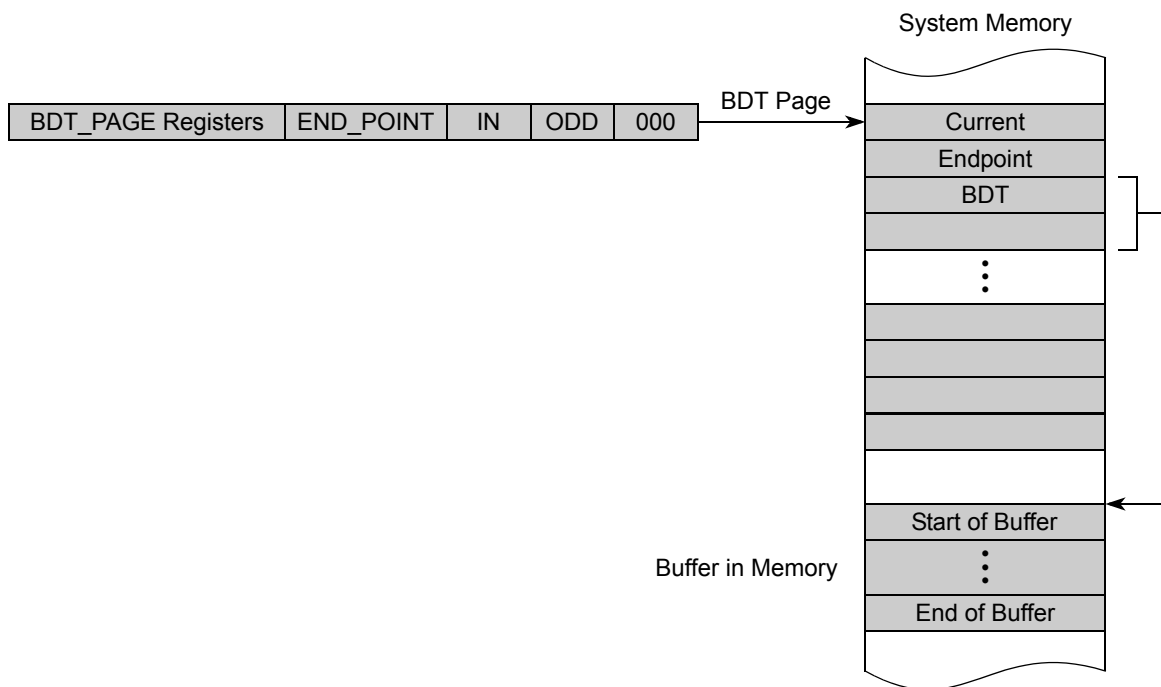 System Memory
BDT_PAGE Registers END_POINT IN ODD 000
BDT Page
Current
Endpoint
BDT
Start of Buffer
Buffer in Memory
End of Buffer